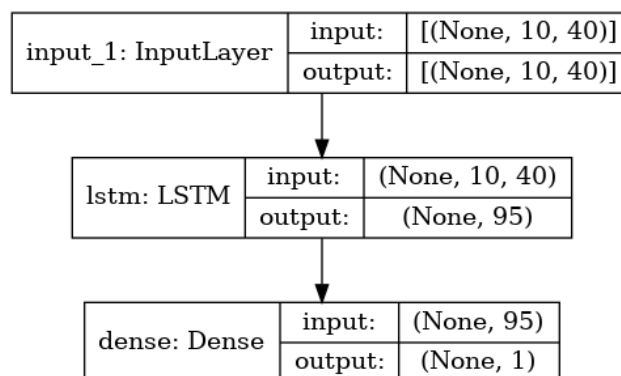 input_1: InputLayer
input:
[(None, 10, 40)]
output:
[(None, 10, 40)]
lstm: LSTM
input:
(None, 10, 40)
output:
(None, 95)
dense: Dense
input:
(None, 95)
output:
(None, 1)